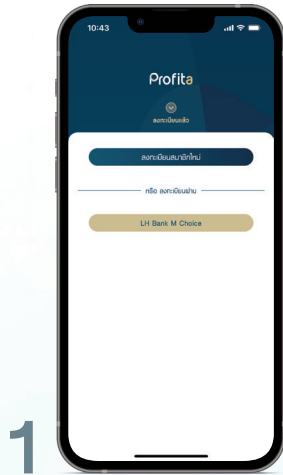 10:43
Profita
ลงทะเบียนแล้ว
ลงทะเบียนสมาชิกใหม่
หรือ ลงทะเบียนผ่าน
LH Bank M Choice
1